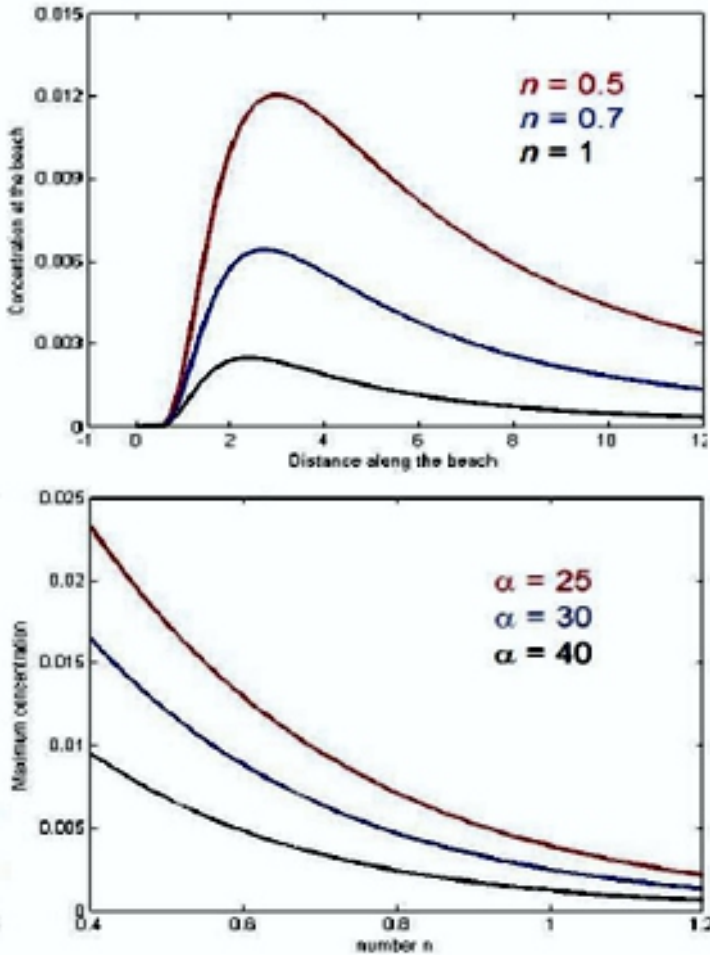 0.015
0.012
0.009
0.006
0.003
0
Concentration at the beach
n = 0.5
n = 0.7
n = 1
-1 0 2 4 6 8 10 12
Distance along the beach
0.025
0.02
0.015
0.01
0.005
0
Maximum concentration
α = 25
α = 30
α = 40
0.4 0.6 0.8 1 1.2
number n